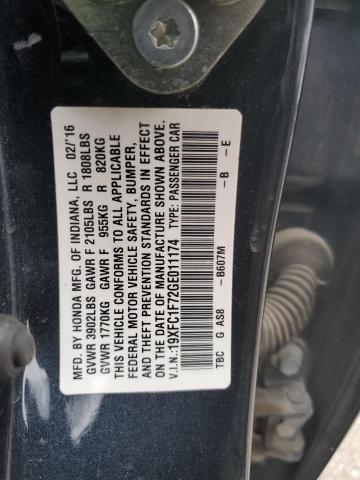 MFD. BY HONDA MFG. OF INDIANA, LLC 02/'16
GVWR 3902LBS GAWR F 2105LBS R 1808LBS
GVWR 1770KG GAWR F 955KG R 820KG
THIS VEHICLE CONFORMS TO ALL APPLICABLE
FEDERAL MOTOR VEHICLE SAFETY, BUMPER,
AND THEFT PREVENTION STANDARDS IN EFFECT
ON THE DATE OF MANUFACTURE SHOWN ABOVE.
V.I.N.:19XFC1F72GE011174 TYPE: PASSENGER CAR
TBC G AS8 -B607M -B -E